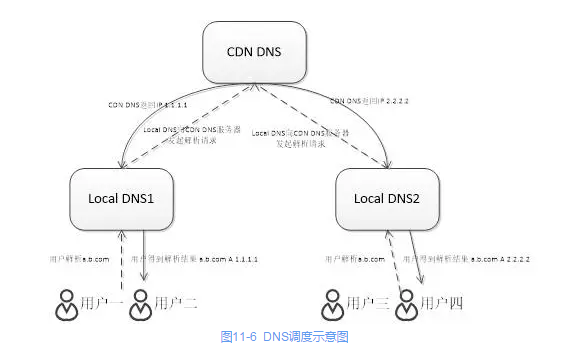 CDN DNS
CDN DNS返回IP 1.1.1.1
CDN DNS返回IP 2.2.2.2
Local DNS向CDN DNS服务器
发起解析请求
Local DNS向CDN DNS服务器
发起解析请求
Local DNS1
Local DNS2
用户解析a.b.com
用户得到解析结果 a.b.com A 1.1.1.1
用户解析a.b.com
用户得到解析结果 a.b.com A 2.2.2.2
用户一
用户二
用户三
用户四
图11-6 DNS调度示意图